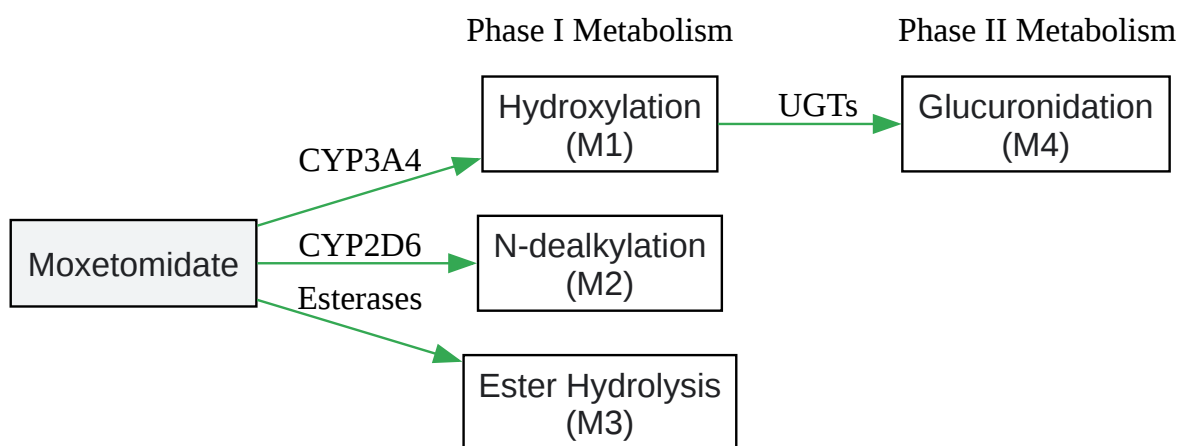 Phase I Metabolism
Phase II Metabolism
Hydroxylation
(M1)
UGTs
Glucuronidation
(M4)
CYP3A4
Moxetomidate
CYP2D6
N-dealkylation
(M2)
Esterases
Ester Hydrolysis
(M3)